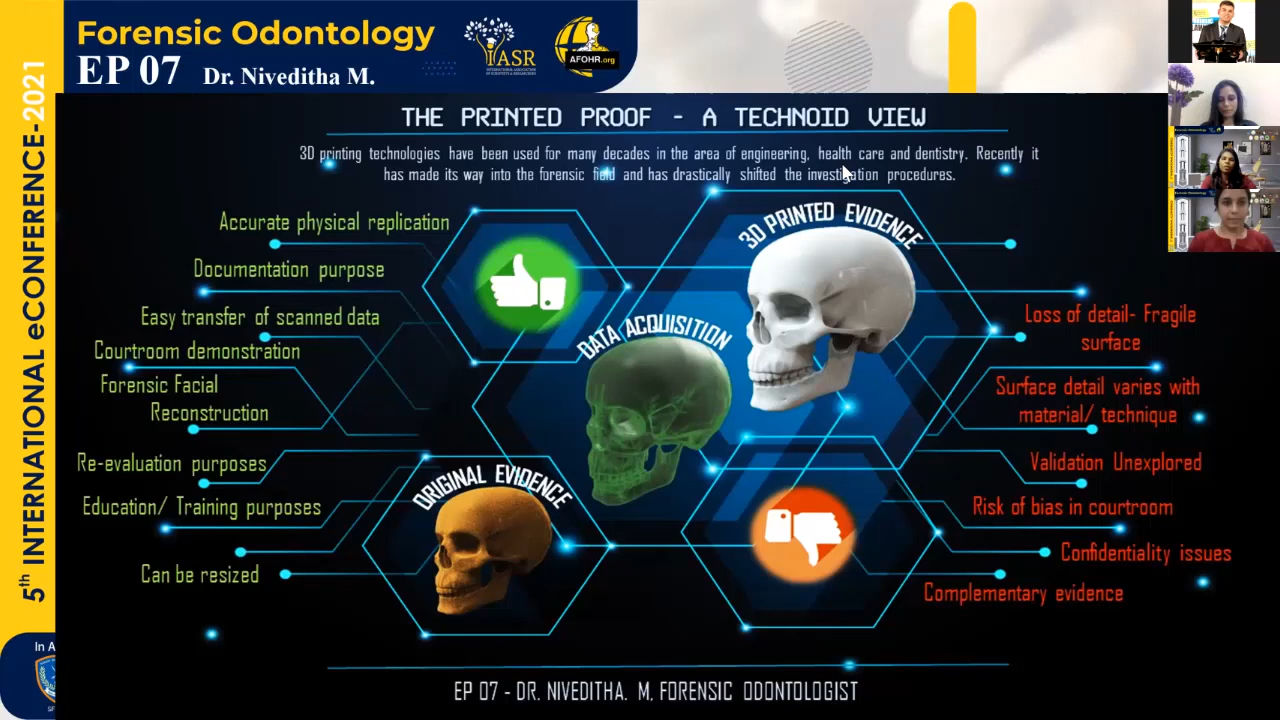 Forensic Odontology
EP 07 Dr. Niveditha M.
IASR
AFOHR.org
5th INTERNATIONAL eCONFERENCE-2021
In A
THE PRINTED PROOF - A TECHNOID VIEW
3D printing technologies have been used for many decades in the area of engineering, health care and dentistry. Recently it
has made its way into the forensic field and has drastically shifted the investigation procedures.
Accurate physical replication
Documentation purpose
Easy transfer of scanned data
Courtroom demonstration
Forensic Facial
Reconstruction
Re-evaluation purposes
Education/ Training purposes
Can be resized
3D PRINTED EVIDENCE
DATA ACQUISITION
ORIGINAL EVIDENCE
Loss of detail- Fragile
surface
Surface detail varies with
material/ technique
Validation Unexplored
Risk of bias in courtroom
Confidentiality issues
Complementary evidence
EP 07 - DR. NIVEDITHA. M, FORENSIC ODONTOLOGIST